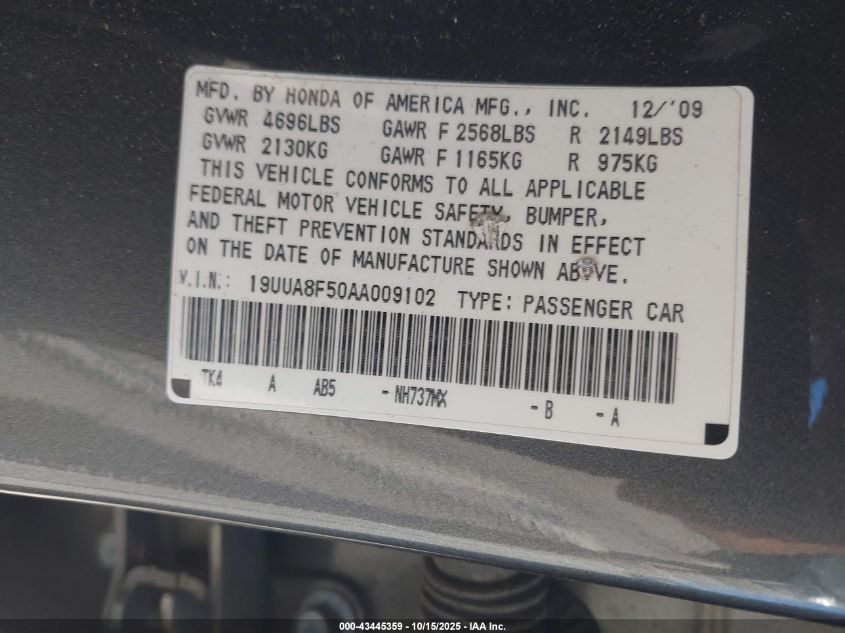 MFD. BY HONDA OF AMERICA MFG., INC. 12/'09
GVWR 4696LBS GAWR F 2568LBS R 2149LBS
GVWR 2130KG GAWR F 1165KG R 975KG
THIS VEHICLE CONFORMS TO ALL APPLICABLE
FEDERAL MOTOR VEHICLE SAFETY, BUMPER,
AND THEFT PREVENTION STANDARDS IN EFFECT
ON THE DATE OF MANUFACTURE SHOWN ABOVE.
V.I.N.: 19UUA8F50AA009102 TYPE: PASSENGER CAR
TK4 A AB5 - NH737MX - B - A
000-43445359 - 10/15/2025 - IAA Inc.